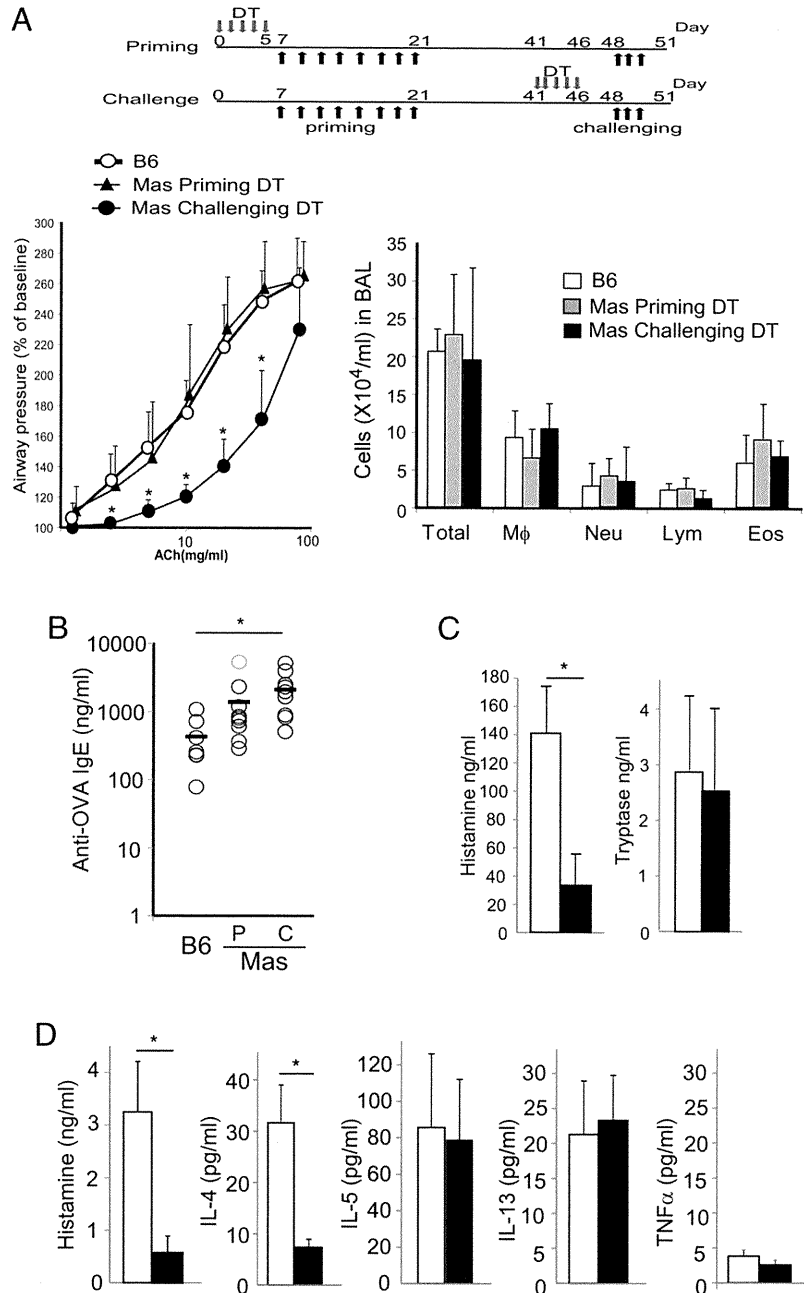 A
DT
Priming 0 5 7 21 41 46 48 51 Day
DT
Challenge 0 7 21 41 46 48 51 Day
priming challenging
B6
Mas Priming DT
Mas Challenging DT
Airway pressure (% of baseline)
300
280
260
240
220
200
180
160
140
120
100
* * * * *
10 100
ACh(mg/ml)
Cells (X10⁴/ml) in BAL
35
30
25
20
15
10
5
0
B6
Mas Priming DT
Mas Challenging DT
Total Mϕ Neu Lym Eos
B
Anti-OVA IgE (ng/ml)
10000
1000
100
10
1
*
B6 P C
Mas
C
Histamine ng/ml
180
160
140
120
100
80
60
40
20
0
*
Tryptase ng/ml
4
3
2
1
0
D
Histamine (ng/ml)
4
3
2
1
0
*
IL-4 (pg/ml)
40
30
20
10
0
*
IL-5 (pg/ml)
120
100
80
60
40
20
0
IL-13 (pg/ml)
30
25
20
15
10
5
0
TNFα (pg/ml)
30
25
20
15
10
5
0